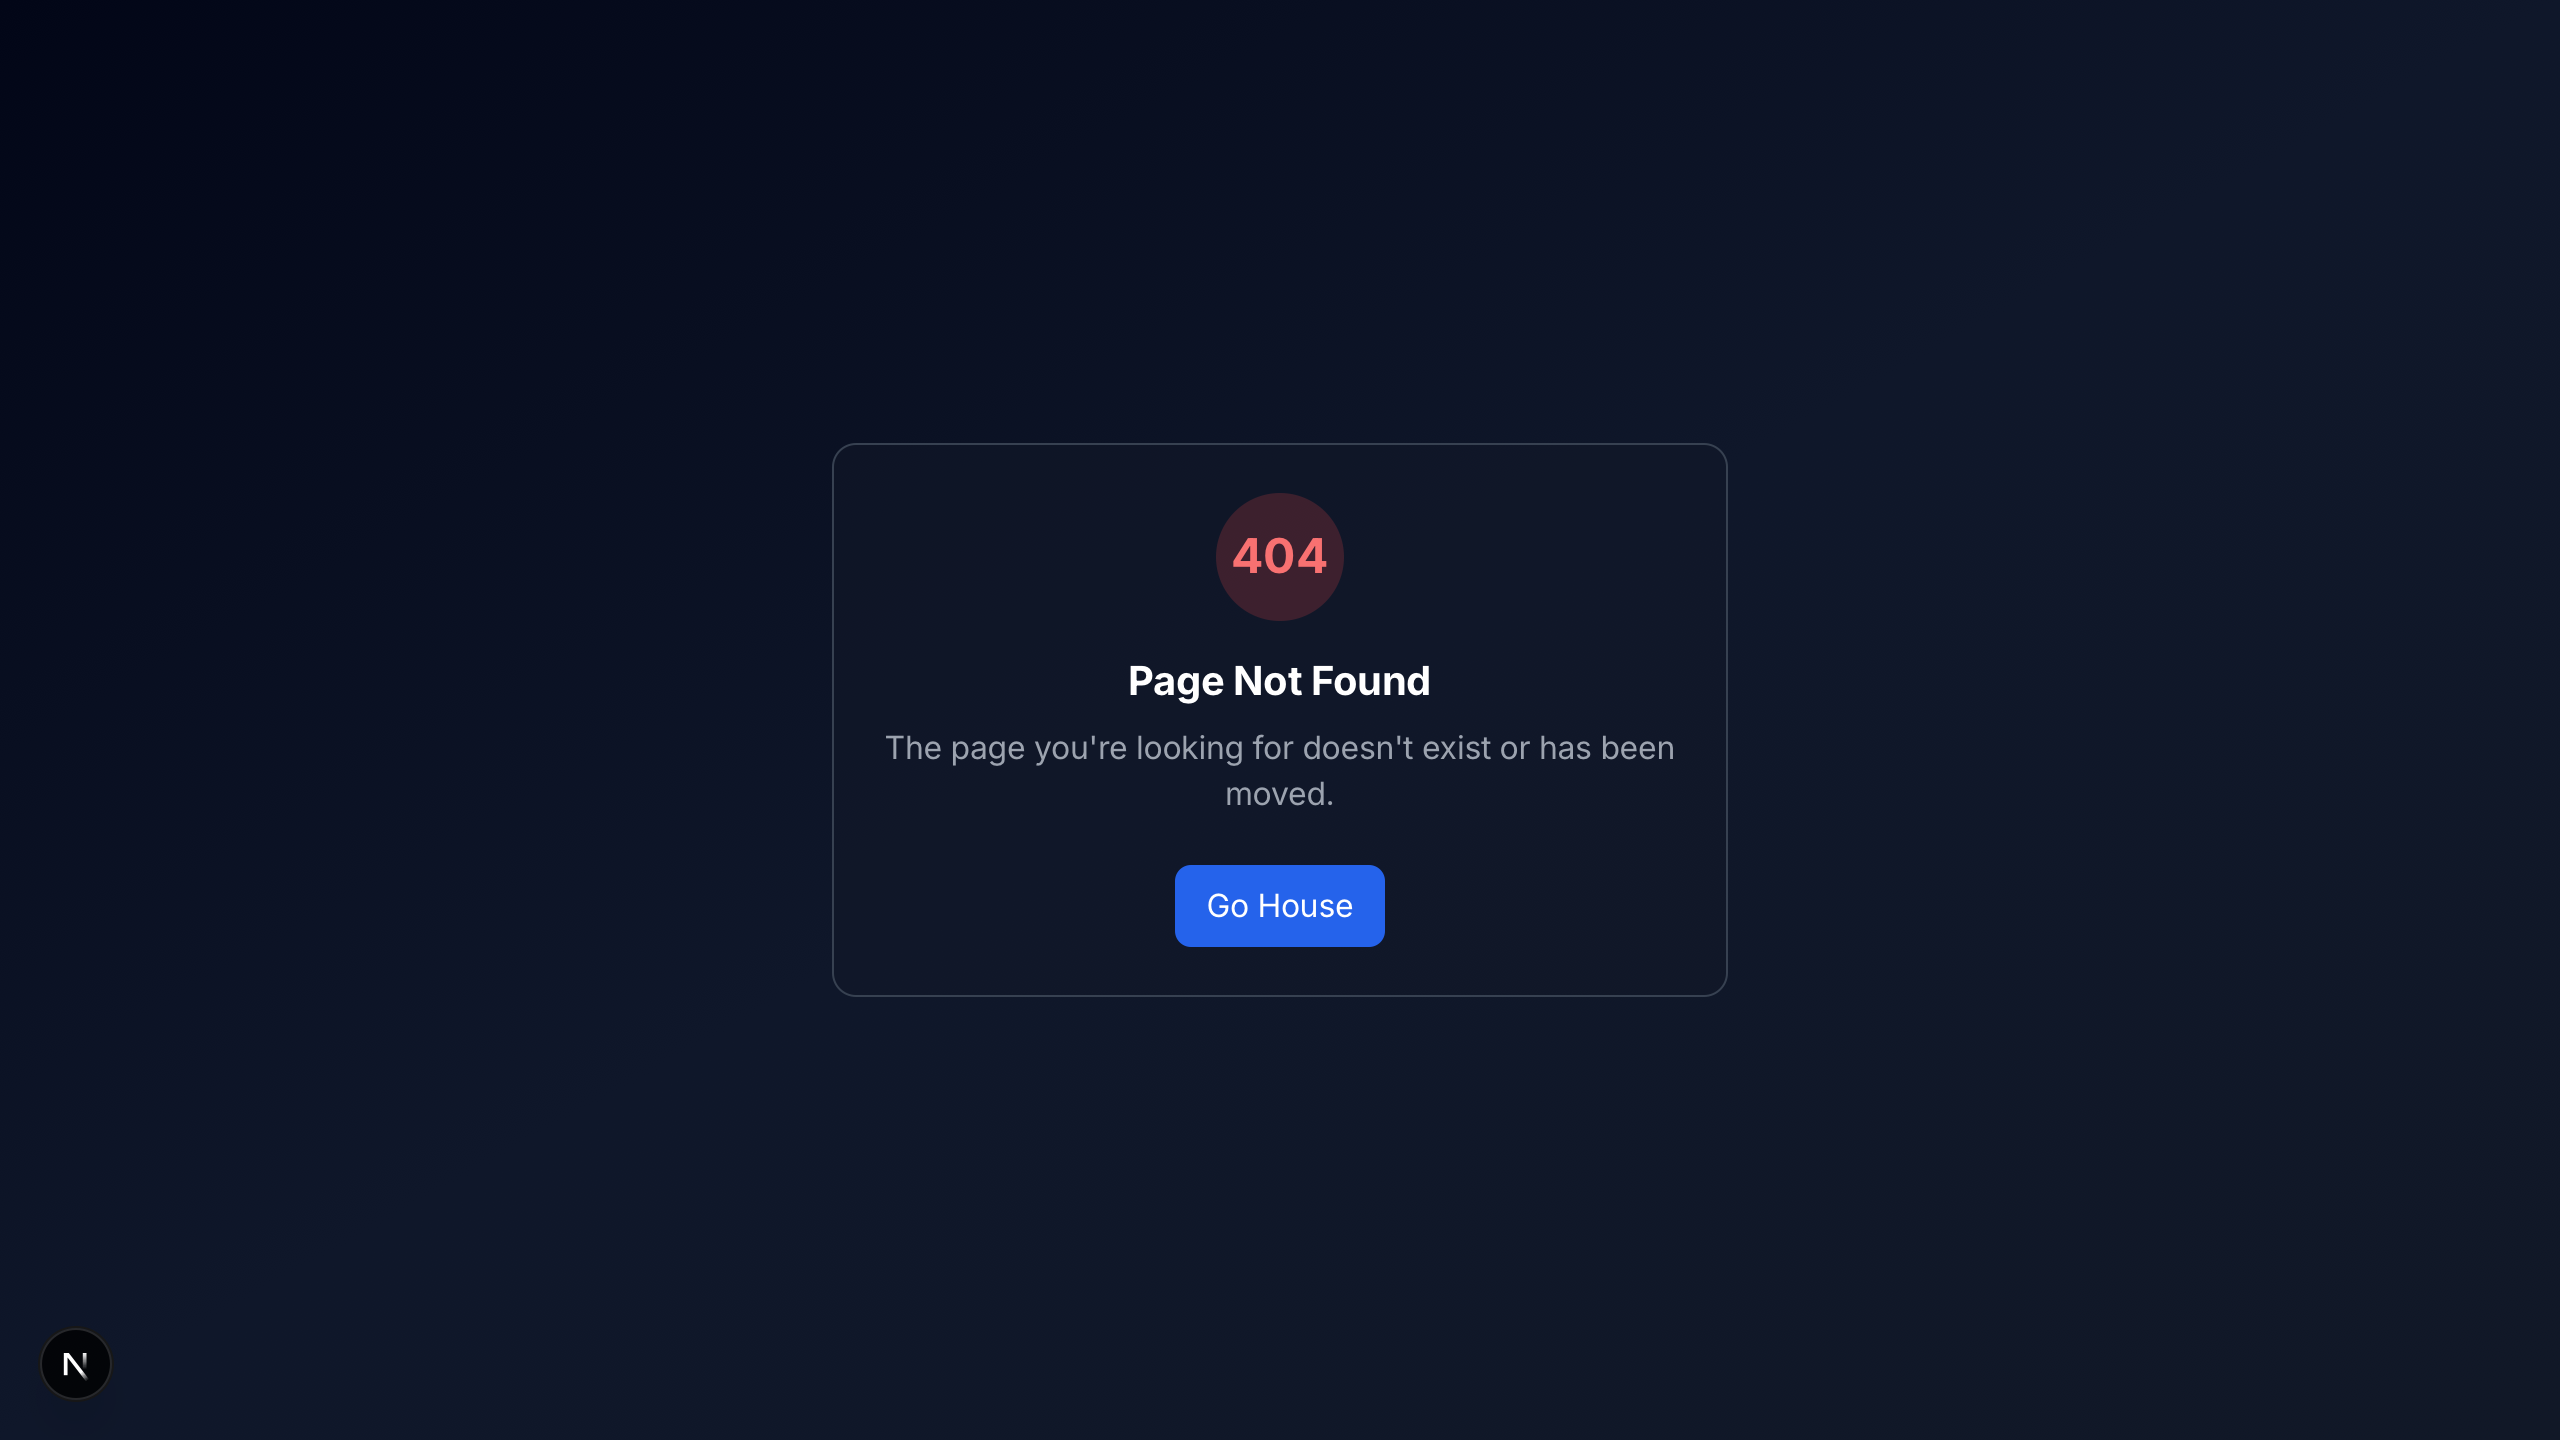 404
Page Not Found
The page you're looking for doesn't exist or has been
moved.
Go House
N